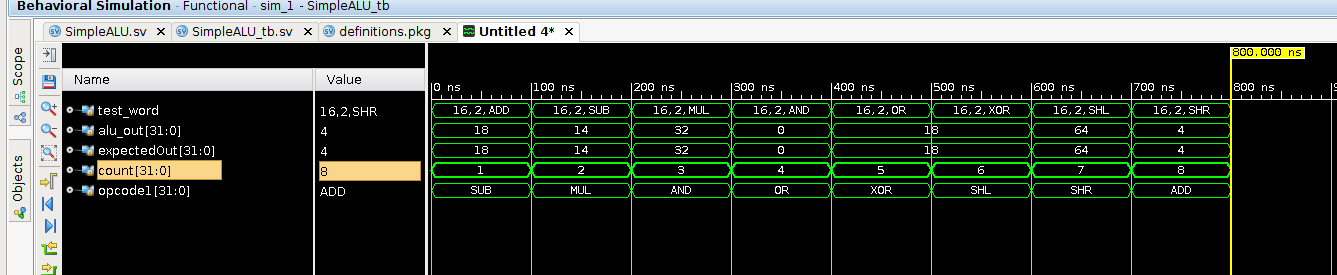 Behavioral Simulation - Functional - sim_1 - SimpleALU_tb
SimpleALU.sv SimpleALU_tb.sv definitions.pkg Untitled 4*
Scope
Objects
800.000 ns
Name Value 0 ns 100 ns 200 ns 300 ns 400 ns 500 ns 600 ns 700 ns 800 ns
test_word 16,2,SHR 16,2,ADD 16,2,SUB 16,2,MUL 16,2,AND 16,2,OR 16,2,XOR 16,2,SHL 16,2,SHR
alu_out[31:0] 4 18 14 32 0 18 64 4
expectedOut[31:0] 4 18 14 32 0 18 64 4
count[31:0] 8 1 2 3 4 5 6 7 8
opcode1[31:0] ADD SUB MUL AND OR XOR SHL SHR ADD